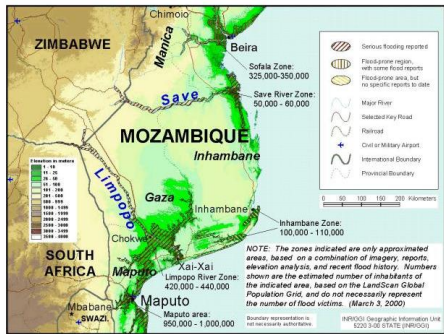 ZIMBABWE
Chimoio
Manica
Beira
Sofala Zone:
325,000-350,000
Save
Save River Zone:
50,000 - 60,000
MOZAMBIQUE
Inhambane
Limpopo
Gaza
Inhambane
Inhambane Zone:
100,000 - 110,000
Chokwe
SOUTH
AFRICA
Xai-Xai
Limpopo River Zone:
420,000 - 440,000
Maputo
Mbabane
Maputo
SWAZI.
Maputo area:
950,000 - 1,000,000
Elevation in meters
Serious flooding reported
Flood-prone region,
with some flood reports
Flood-prone area, but
no specific reports to date
Major River
Selected Key Road
Railroad
Civil or Military Airport
International Boundary
Provincial Boundary
0
200
Kilometers
NOTE: The zones indicated are only approximated
areas, based on a combination of imagery, reports,
elevation analysis, and recent flood history. Numbers
shown are the estimated number of inhabitants of
the indicated area, based on the LandScan Global
Population Grid, and do not necessarily represent
the number of flood victims. (March 3, 2000)
Boundary representation is
not necessarily authoritative.
INR/IOGI Geographic Information Unit
5220 3-00 STATE (INR/IOGI)